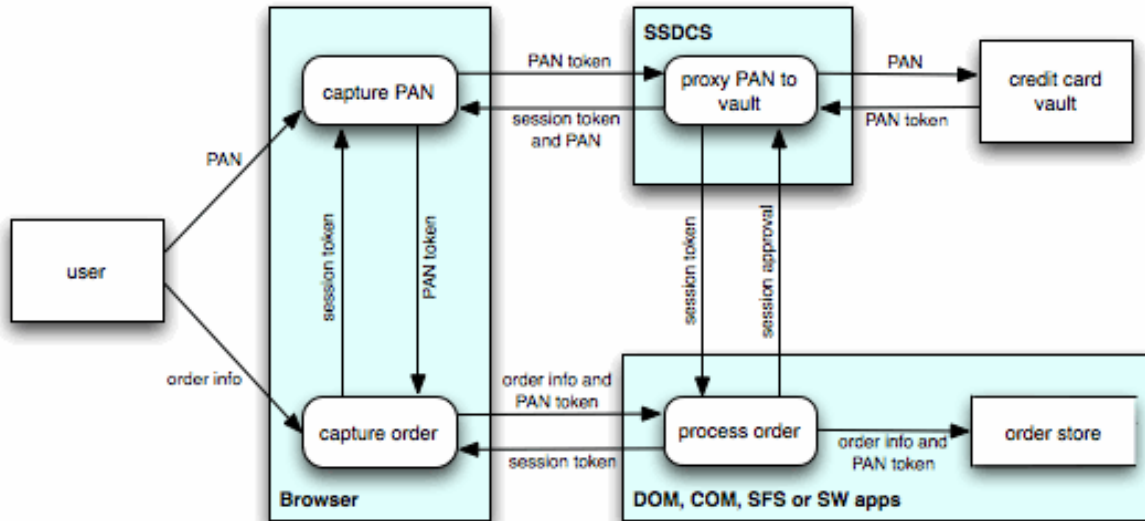 SSDCS
PAN token
PAN
capture PAN
proxy PAN to
vault
credit card
vault
session token
and PAN
PAN token
PAN
session token
PAN token
session token
session approval
user
order info
order info and
PAN token
capture order
process order
order store
session token
order info and
PAN token
Browser
DOM, COM, SFS or SW apps